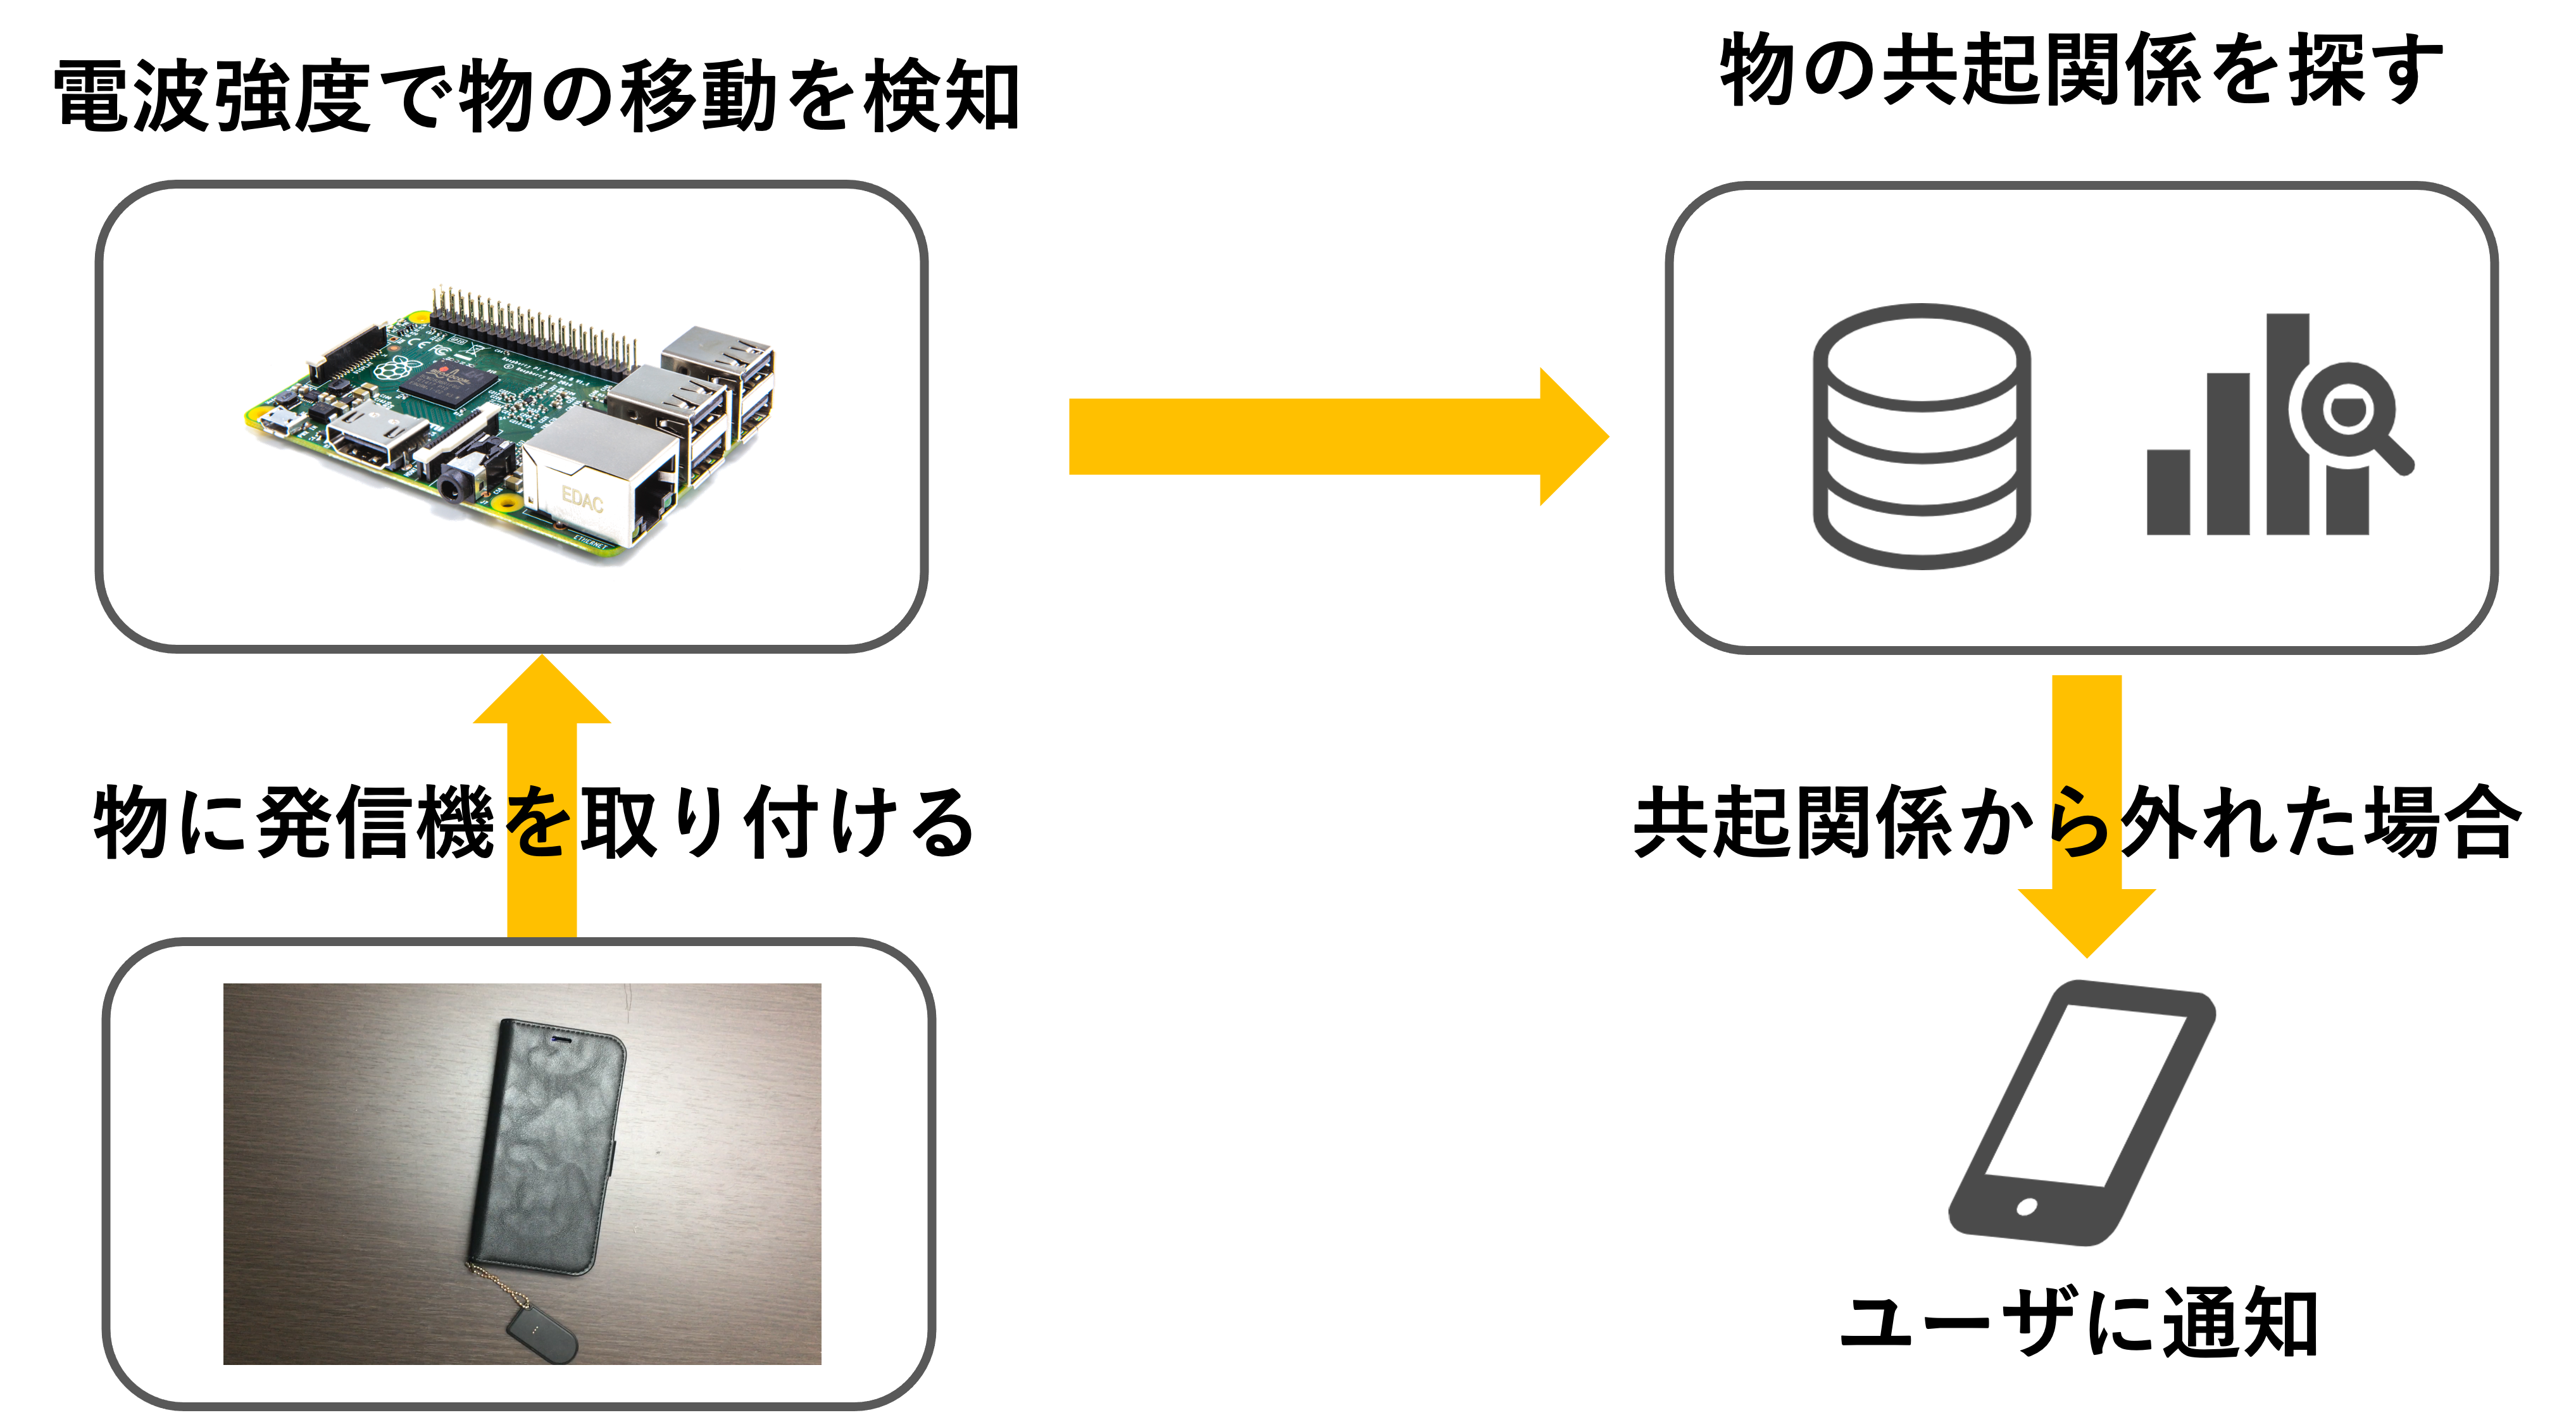 電波強度で物の移動を検知
物の共起関係を探す
EDAC
ETHERNET
物に発信機を取り付ける
共起関係から外れた場合
ユーザに通知